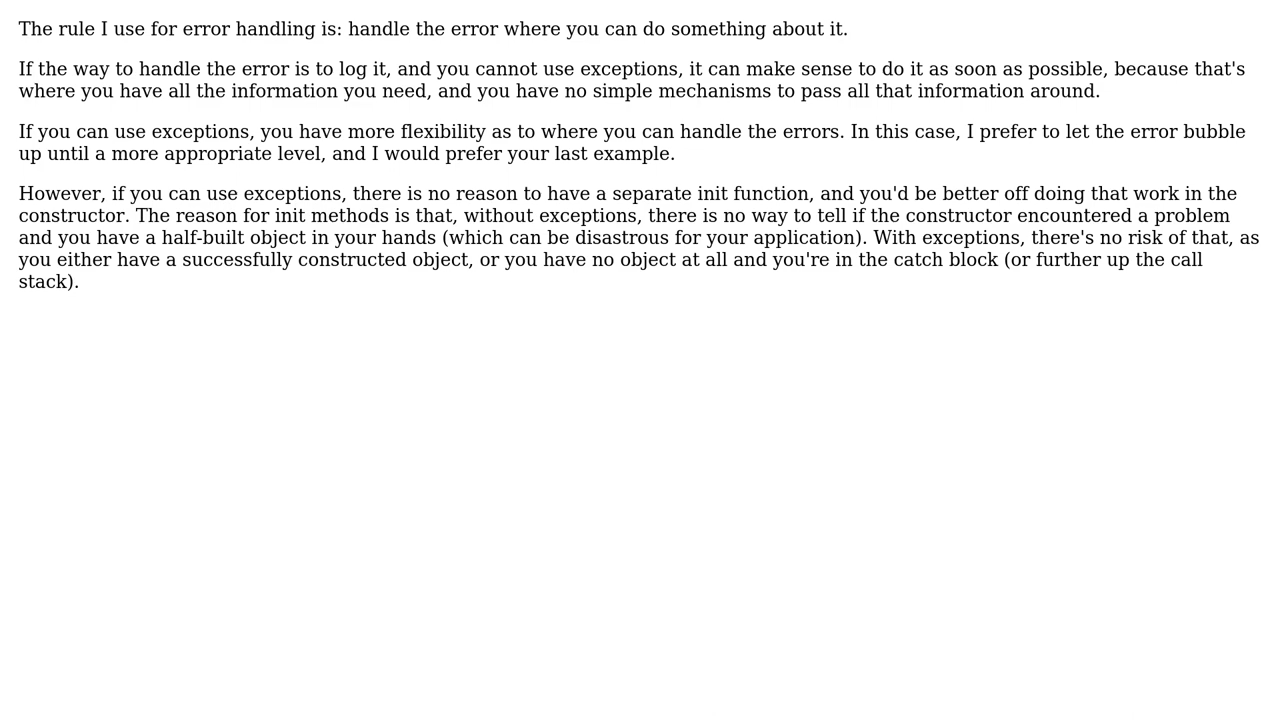 The rule I use for error handling is: handle the error where you can do something about it.
If the way to handle the error is to log it, and you cannot use exceptions, it can make sense to do it as soon as possible, because that's
where you have all the information you need, and you have no simple mechanisms to pass all that information around.
If you can use exceptions, you have more flexibility as to where you can handle the errors. In this case, I prefer to let the error bubble
up until a more appropriate level, and I would prefer your last example.
However, if you can use exceptions, there is no reason to have a separate init function, and you'd be better off doing that work in the
constructor. The reason for init methods is that, without exceptions, there is no way to tell if the constructor encountered a problem
and you have a half-built object in your hands (which can be disastrous for your application). With exceptions, there's no risk of that, as
you either have a successfully constructed object, or you have no object at all and you're in the catch block (or further up the call
stack).